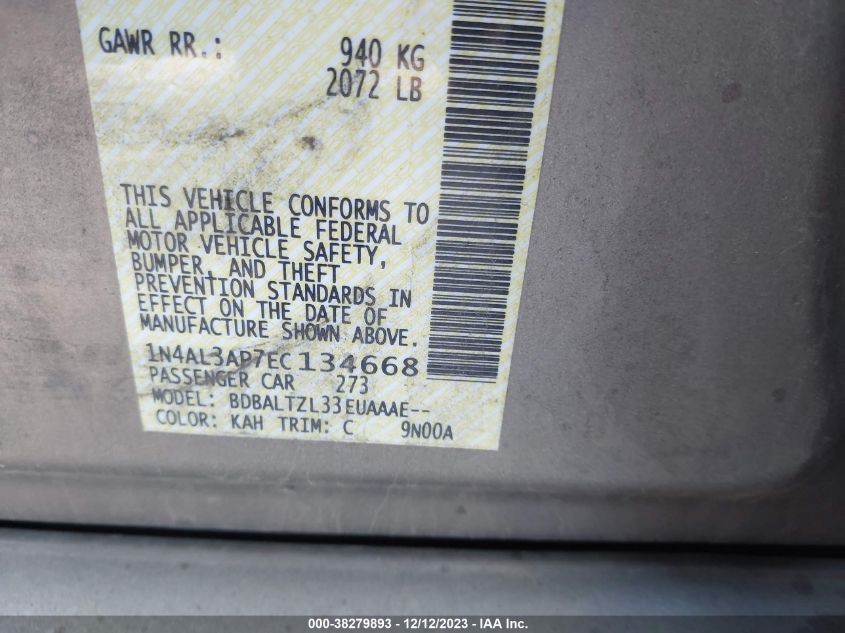 GAWR RR.: 940 KG
2072 LB
THIS VEHICLE CONFORMS TO
ALL APPLICABLE FEDERAL
MOTOR VEHICLE SAFETY,
BUMPER, AND THEFT
PREVENTION STANDARDS IN
EFFECT ON THE DATE OF
MANUFACTURE SHOWN ABOVE.
1N4AL3AP7EC134668
PASSENGER CAR 273
MODEL: BDBALTZL33EUAAAE--
COLOR: KAH TRIM: C 9N00A
000-38279893 - 12/12/2023 - IAA Inc.